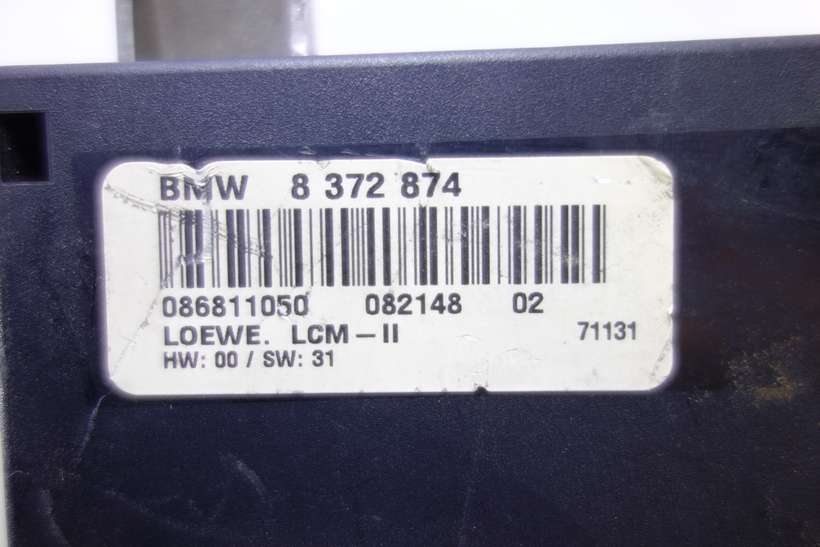 BMW 8 372 874
086811050 082148 02
LOEWE. LCM-II 71131
HW: 00 / SW: 31